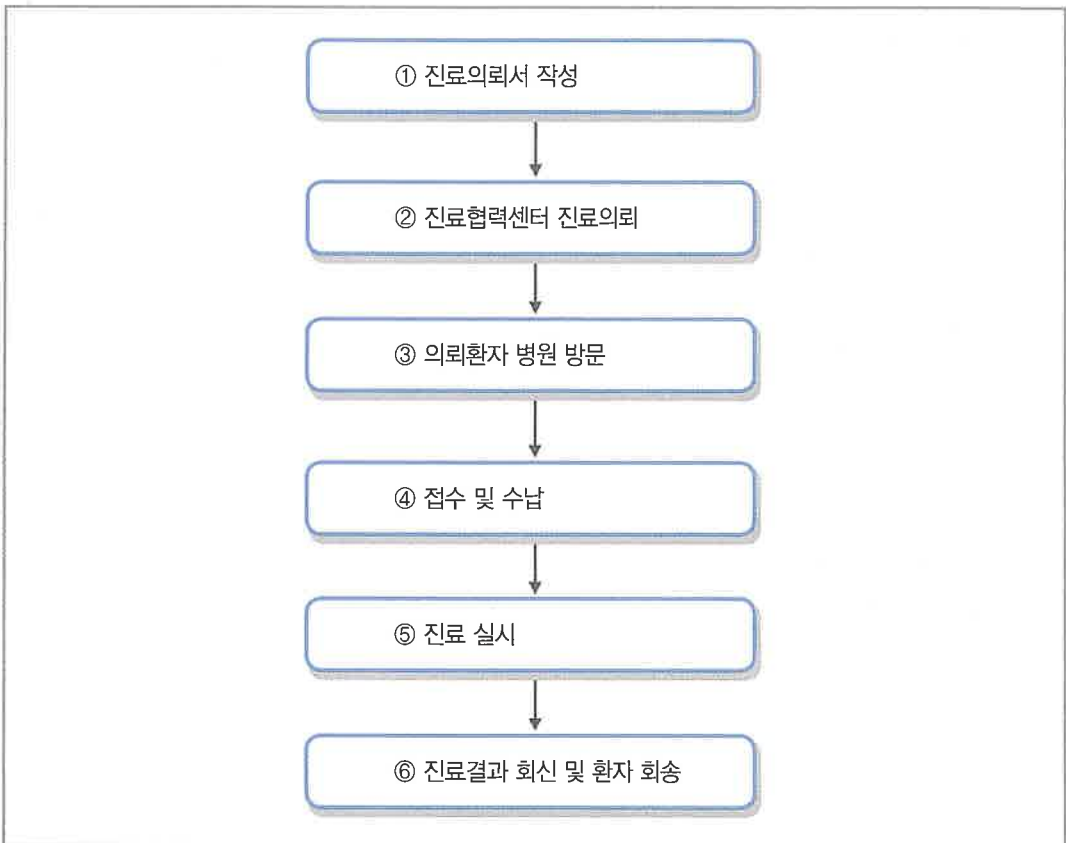 ① 진료의뢰서 작성
② 진료협력센터 진료의뢰
③ 의뢰환자 병원 방문
④ 접수 및 수납
⑤ 진료 실시
⑥ 진료결과 회신 및 환자 회송